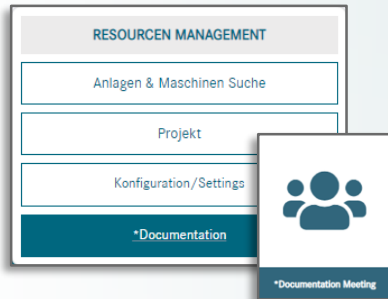 RESOURCEN MANAGEMENT
Anlagen & Maschinen Suche
Projekt
Konfiguration/Settings
*Documentation
*Documentation Meeting